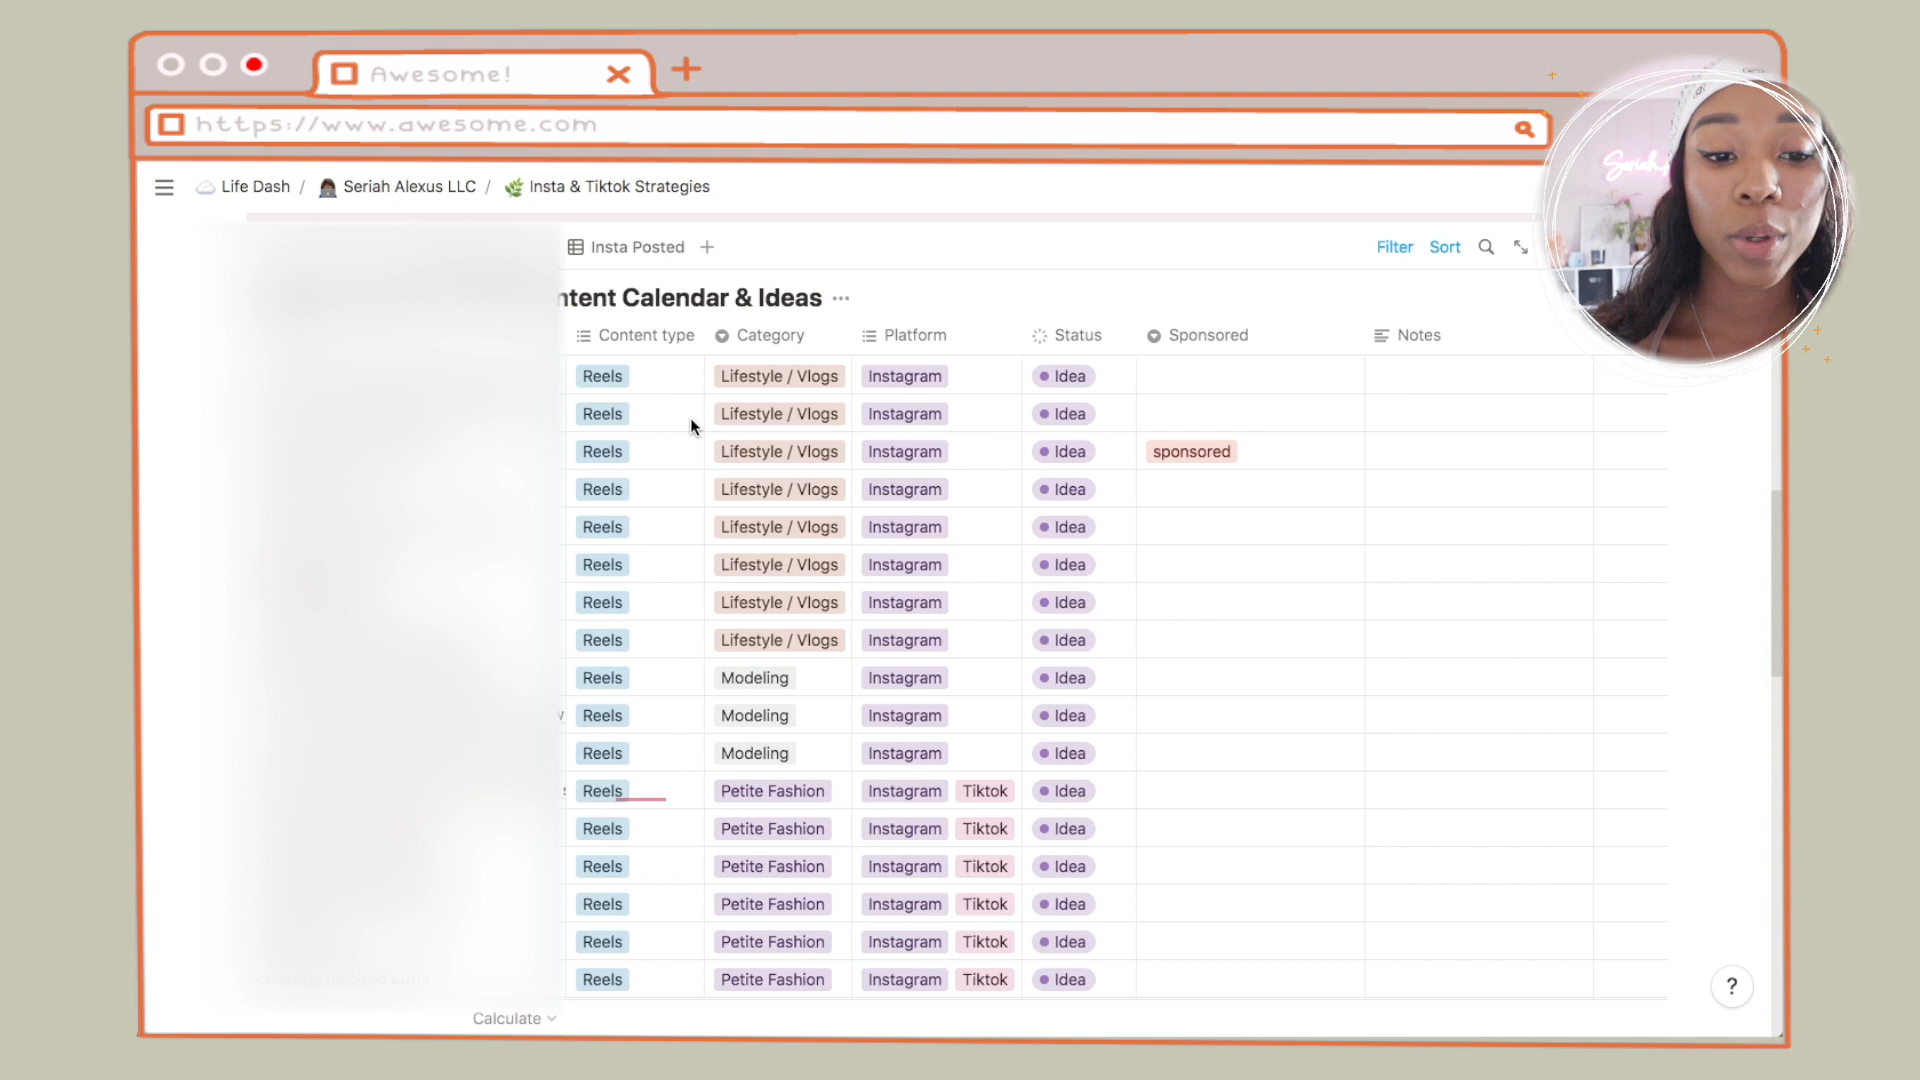 Awesome!
https://www.awesome.com
Life Dash / Seriah Alexus LLC / Insta & Tiktok Strategies
Insta Posted
Filter Sort
ntent Calendar & Ideas
Content type Category Platform Status Sponsored Notes
Reels Lifestyle / Vlogs Instagram Idea
Reels Lifestyle / Vlogs Instagram Idea
Reels Lifestyle / Vlogs Instagram Idea sponsored
Reels Lifestyle / Vlogs Instagram Idea
Reels Lifestyle / Vlogs Instagram Idea
Reels Lifestyle / Vlogs Instagram Idea
Reels Lifestyle / Vlogs Instagram Idea
Reels Lifestyle / Vlogs Instagram Idea
Reels Modeling Instagram Idea
Reels Modeling Instagram Idea
Reels Modeling Instagram Idea
Reels Petite Fashion Instagram Tiktok Idea
Reels Petite Fashion Instagram Tiktok Idea
Reels Petite Fashion Instagram Tiktok Idea
Reels Petite Fashion Instagram Tiktok Idea
Reels Petite Fashion Instagram Tiktok Idea
Reels Petite Fashion Instagram Tiktok Idea
Calculate
?